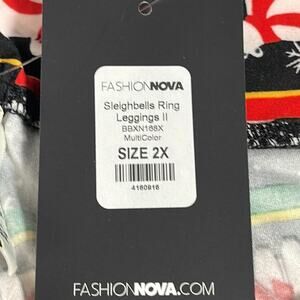 FASHIONNOVA
Sleighbells Ring
Leggings II
BBXN168X
MultiColor
SIZE 2X
4160916
FASHIONNOVA.COM